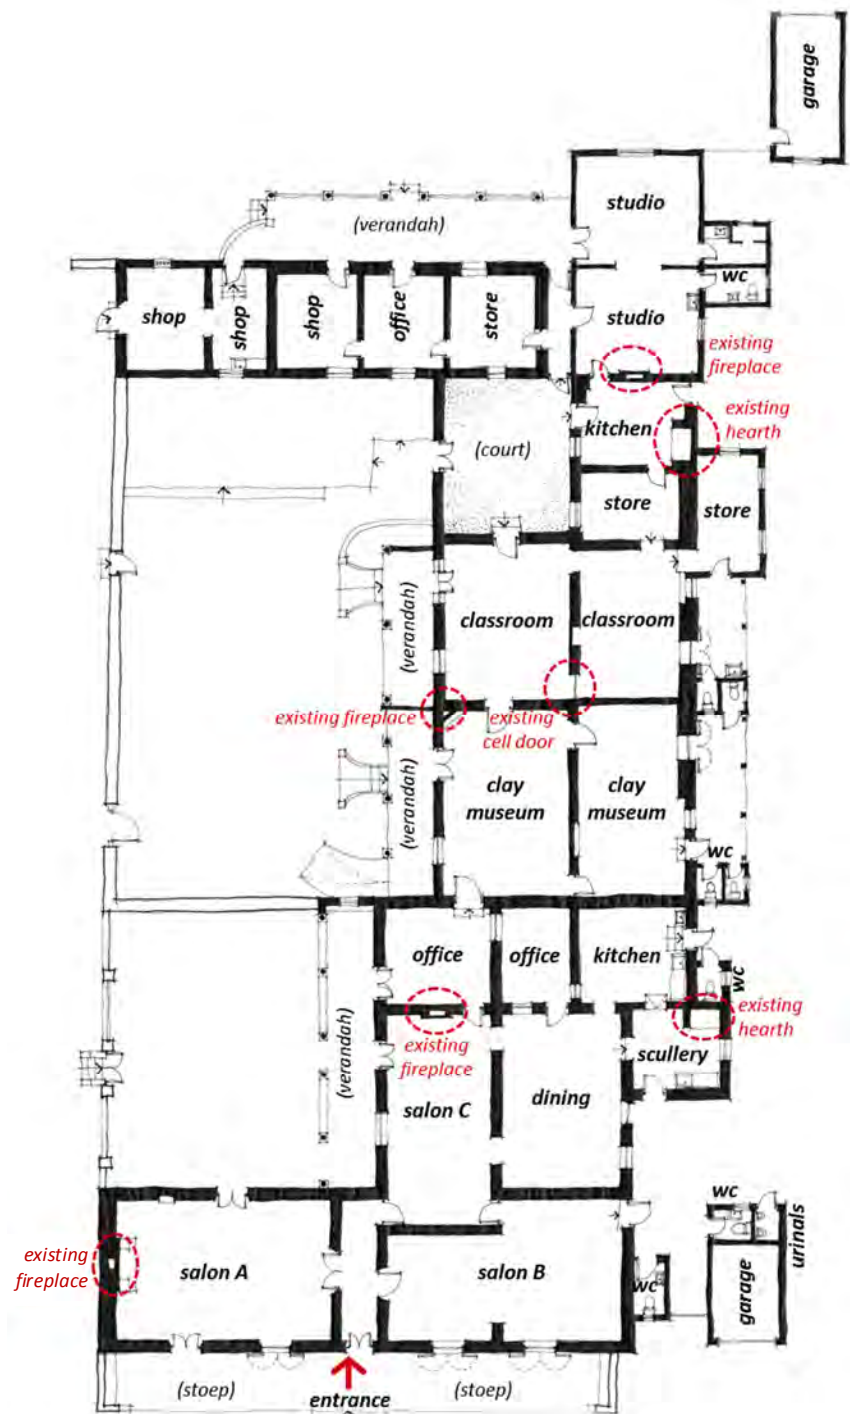 garage
studio
(verandah)
wc
shop
shop
shop
office
store
studio
existing
fireplace
existing
hearth
kitchen
(court)
store
store
(verandah)
classroom
classroom
existing fireplace
existing
cell door
(verandah)
clay
museum
clay
museum
wc
office
office
kitchen
wc
existing
hearth
existing
fireplace
scullery
(verandah)
salon C
dining
wc
urinals
existing
fireplace
salon A
salon B
wc
garage
(stoep)
entrance
(stoep)